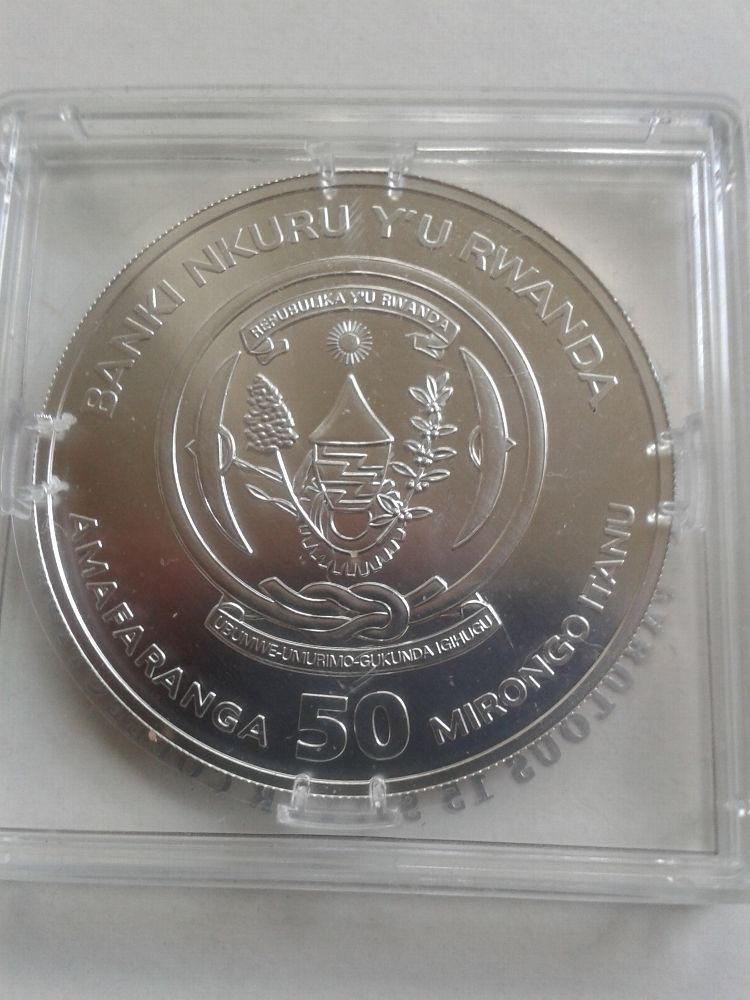 BANKI NKURU Y'U RWANDA
REPUBULIKA Y'U RWANDA
UBUMWE-UMURIMO-GUKUNDA IGIHUGU
AMAFARANGA 50 MIRONGO ITANU